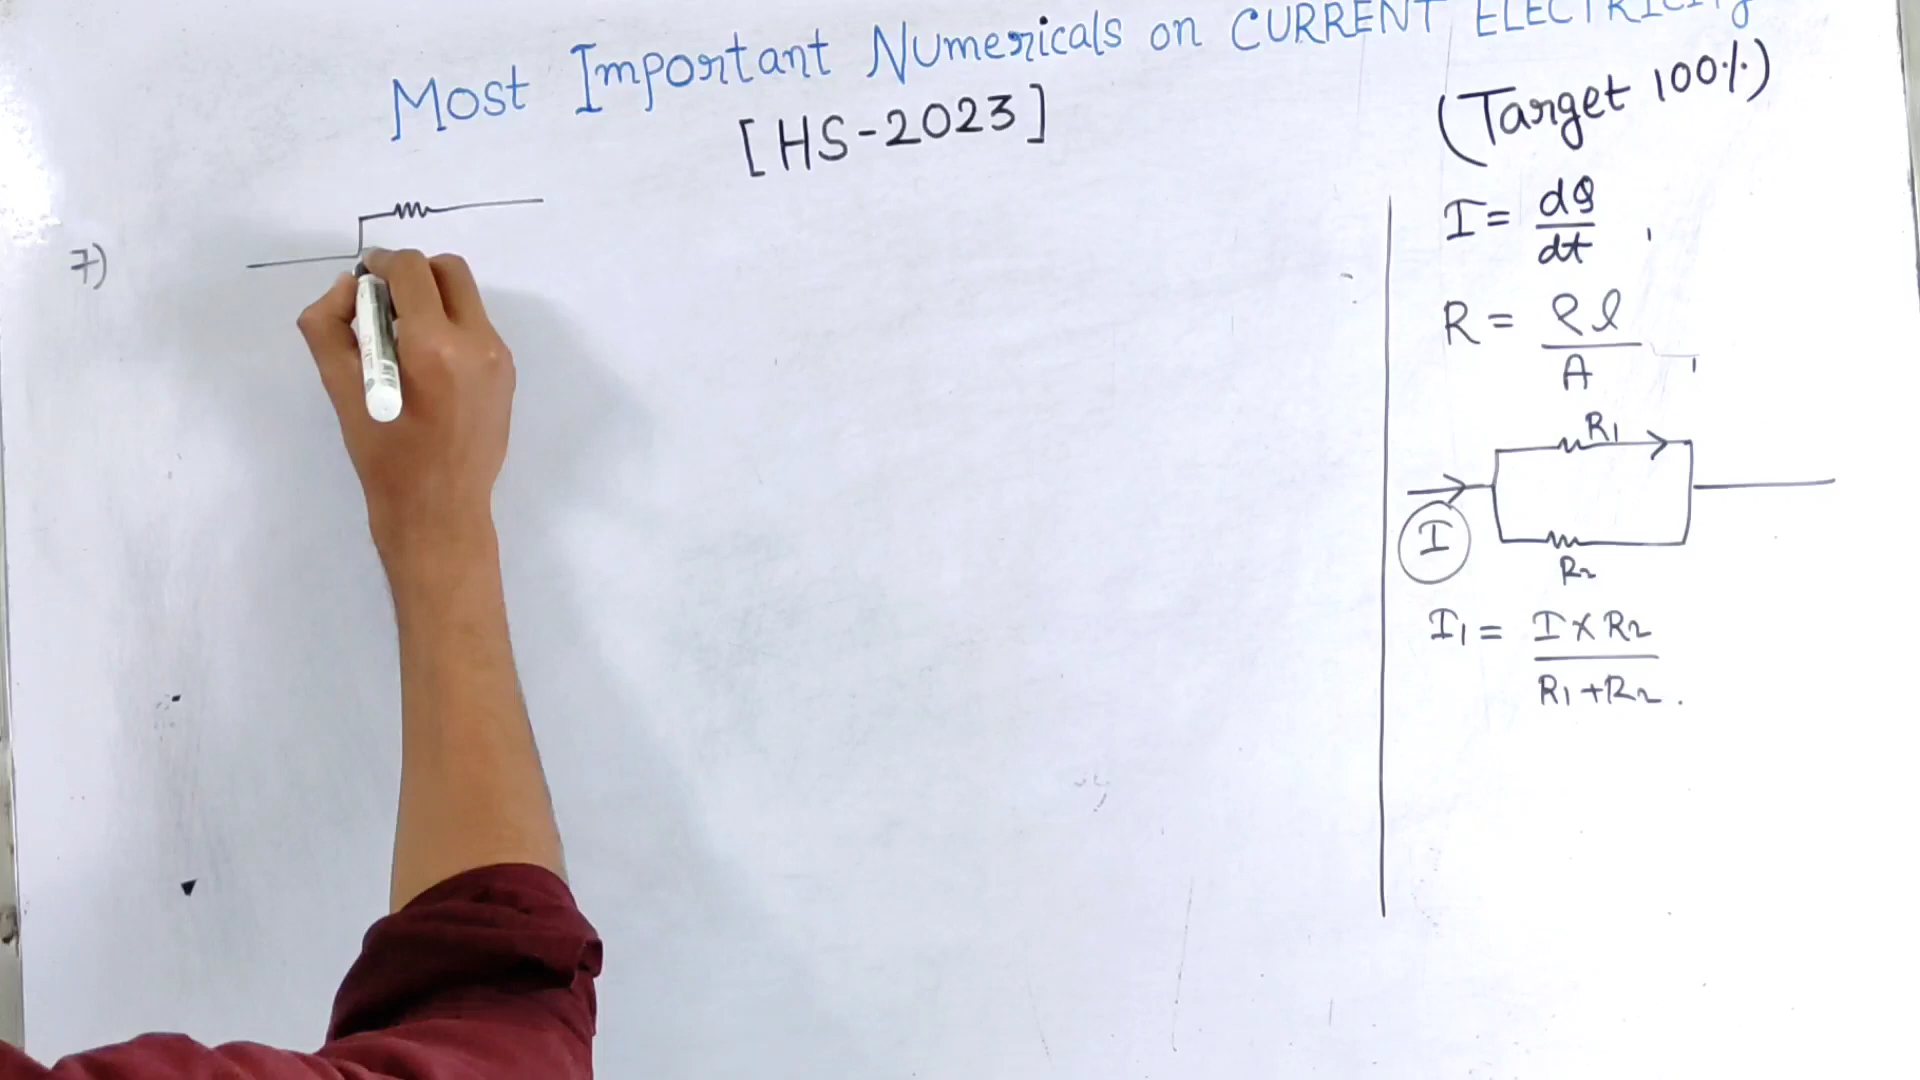 Most Important Numericals on CURRENT ELECTRICITY
[HS-2023]
(Target 100%)
7)
I = dQ/dt ,
R = ρl/A ,
R1
I
R2
I1 = I×R2/R1+R2 .